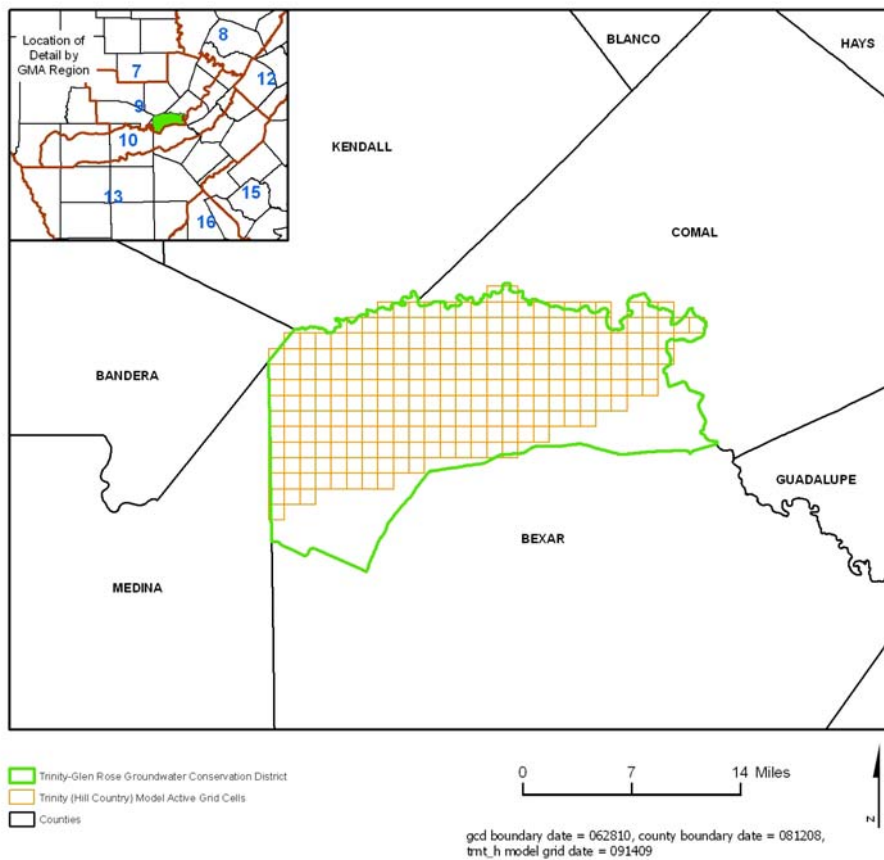 Location of
Detail by
GMA Region
8
7
12
9
10
13
15
16
BLANCO
HAYS
KENDALL
COMAL
BANDERA
GUADALUPE
BEXAR
MEDINA
Trinity-Glen Rose Groundwater Conservation District
Trinity (Hill Country) Model Active Grid Cells
Counties
0 7 14 Miles
N
gcd boundary date = 062810, county boundary date = 081208,
trnt_h model grid date = 091409